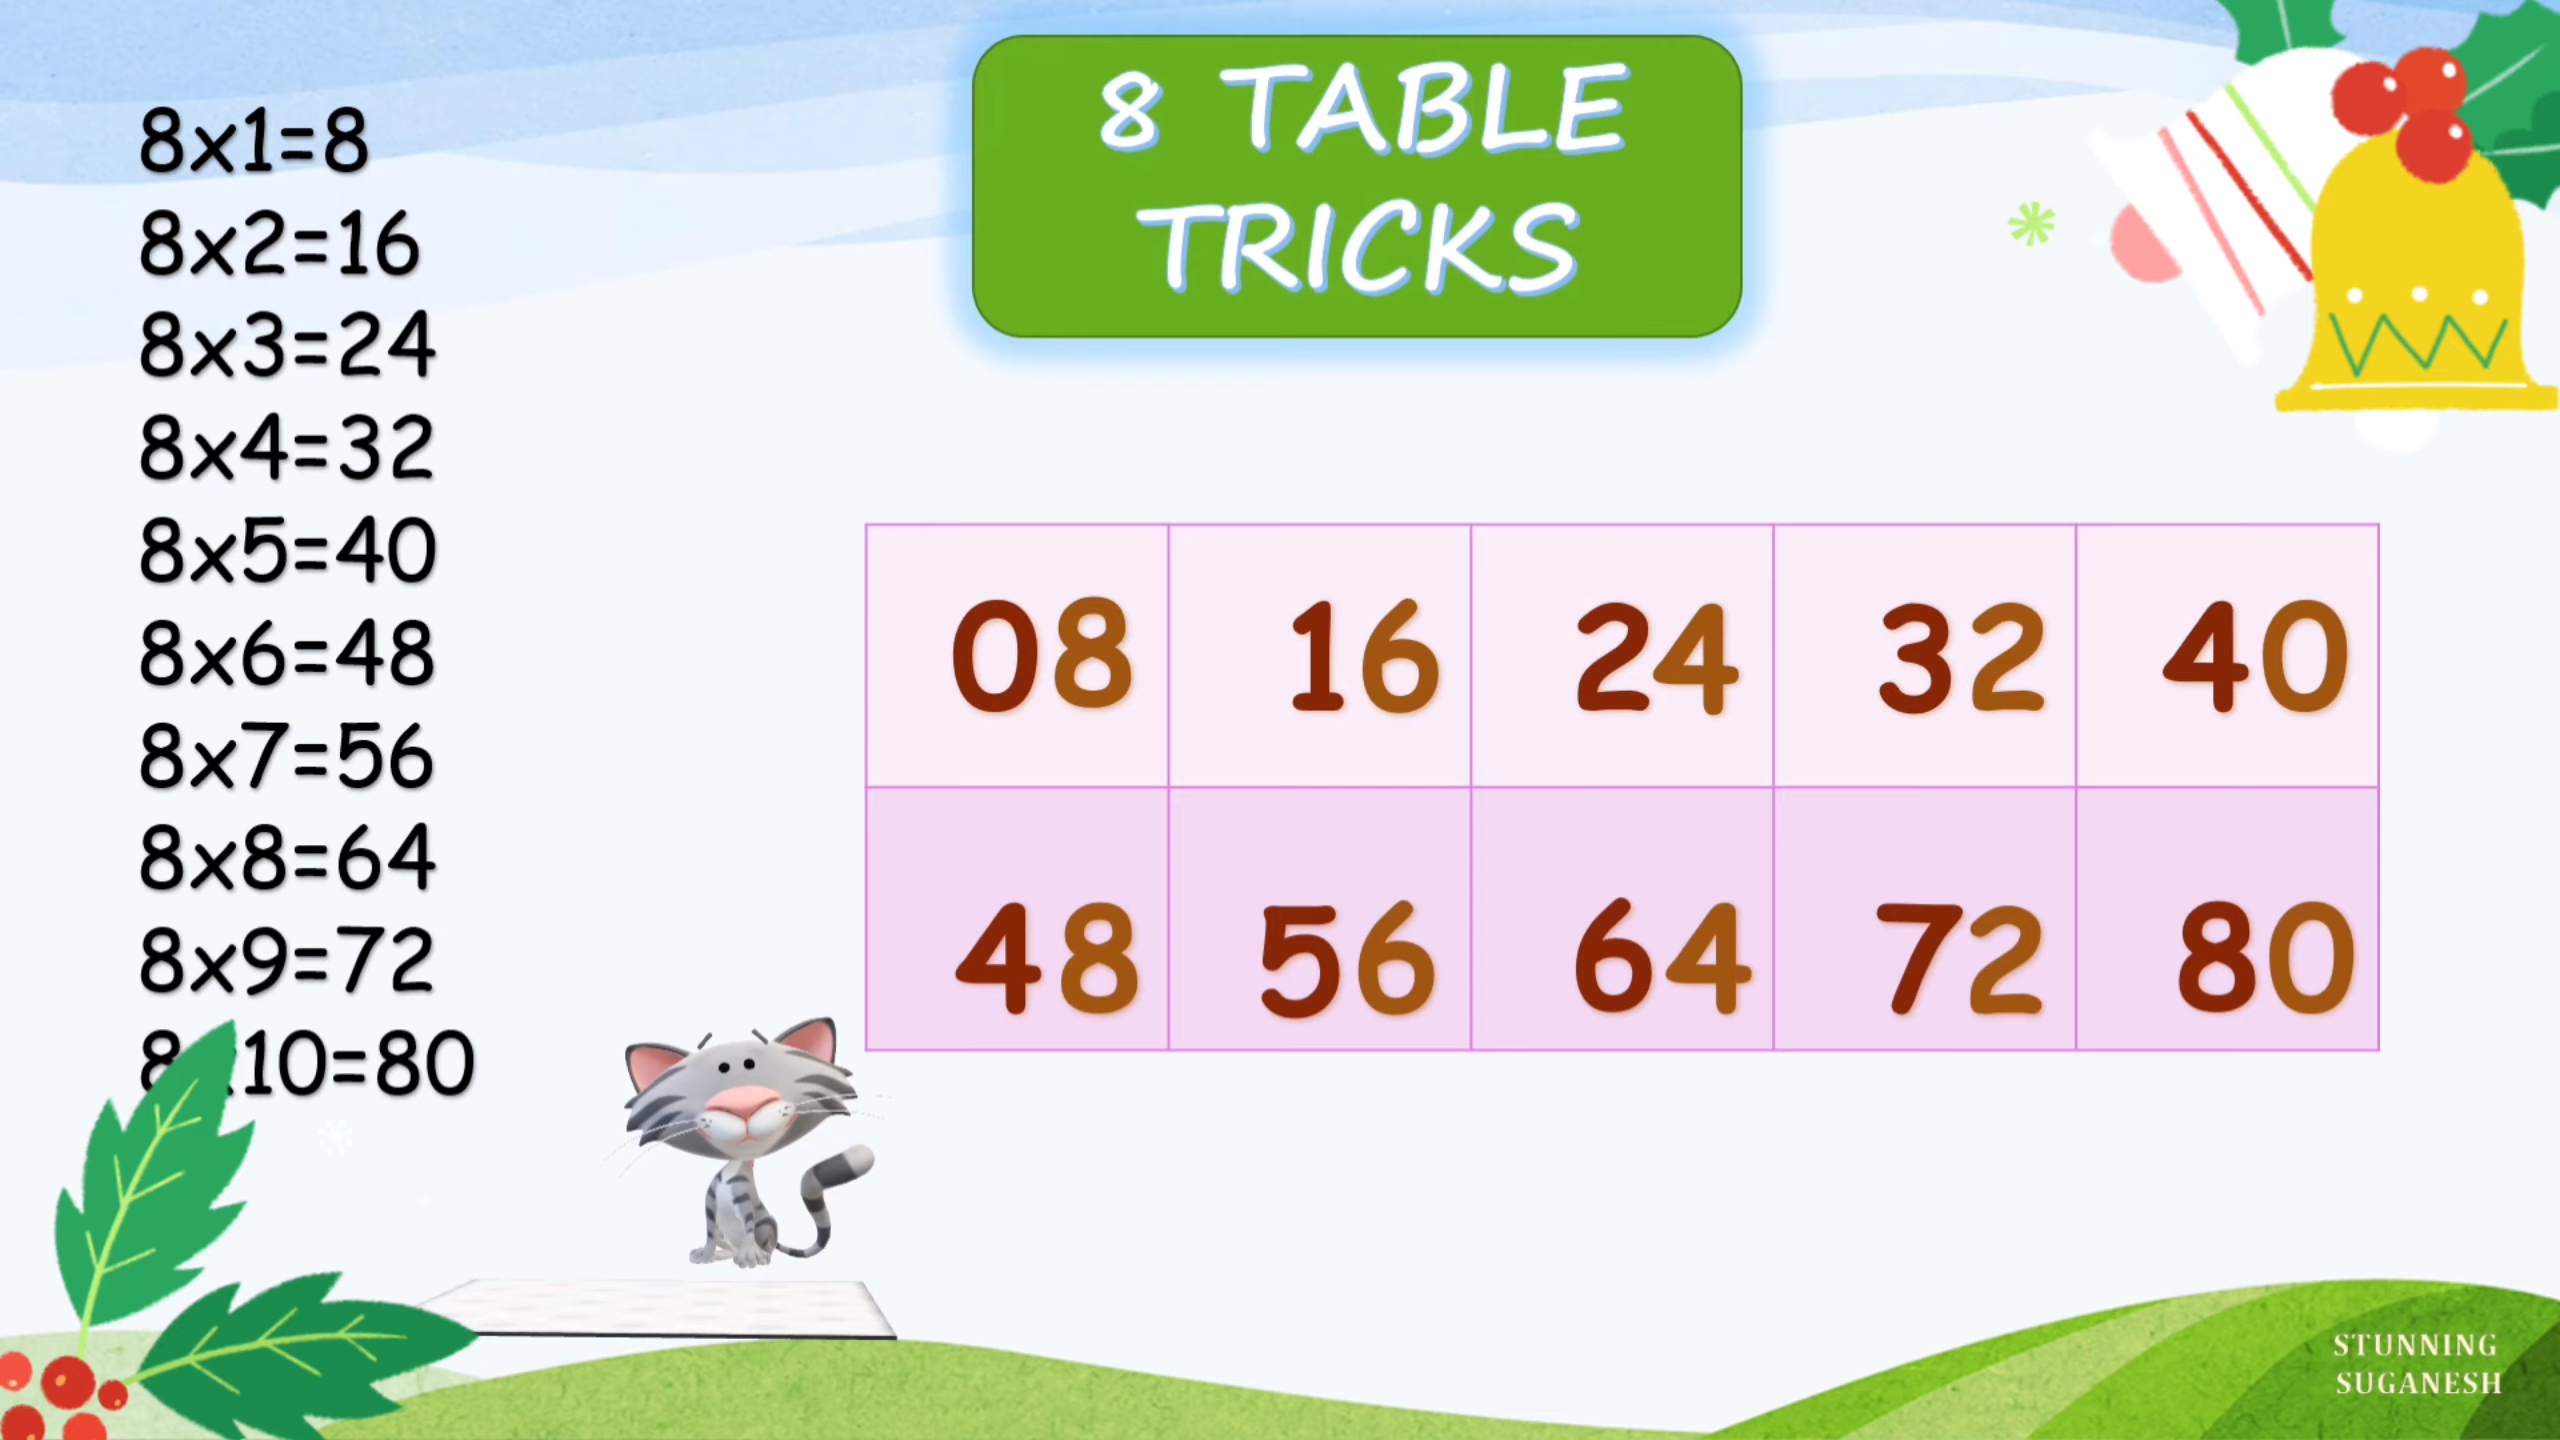 8 TABLE
TRICKS
8x1=8
8x2=16
8x3=24
8x4=32
8x5=40
8x6=48
8x7=56
8x8=64
8x9=72
8x10=80
08 16 24 32 40
48 56 64 72 80
STUNNING
SUGANESH